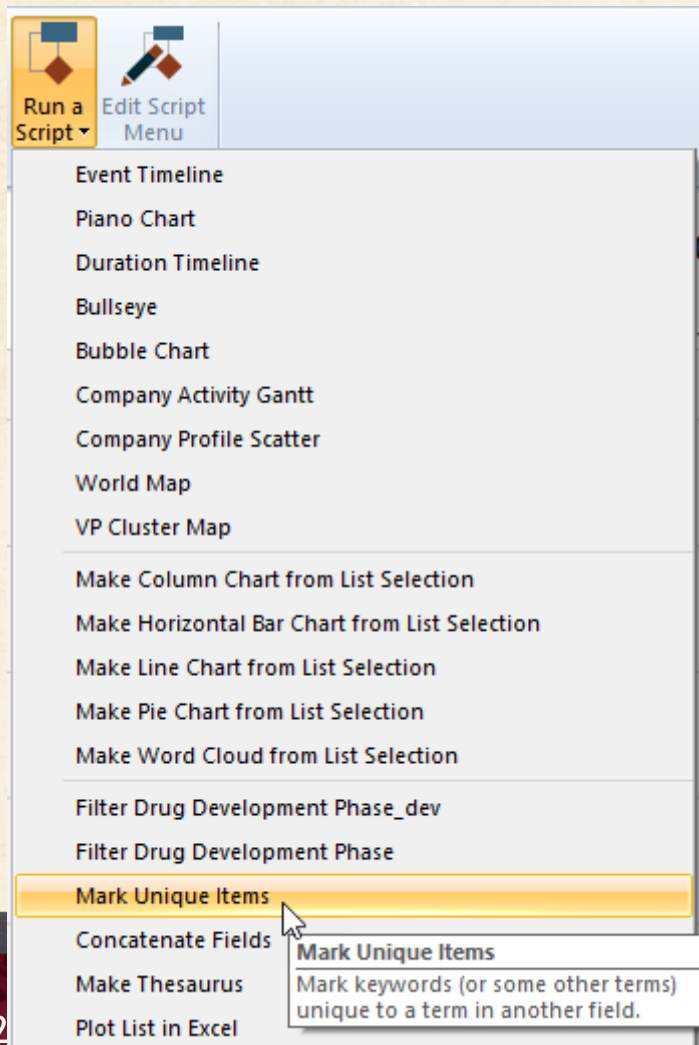 Run a
Script
Edit Script
Menu
Event Timeline
Piano Chart
Duration Timeline
Bullseye
Bubble Chart
Company Activity Gantt
Company Profile Scatter
World Map
VP Cluster Map
Make Column Chart from List Selection
Make Horizontal Bar Chart from List Selection
Make Line Chart from List Selection
Make Pie Chart from List Selection
Make Word Cloud from List Selection
Filter Drug Development Phase_dev
Filter Drug Development Phase
Mark Unique Items
Concatenate Fields
Mark Unique Items
Mark keywords (or some other terms)
unique to a term in another field.
Make Thesaurus
Plot List in Excel